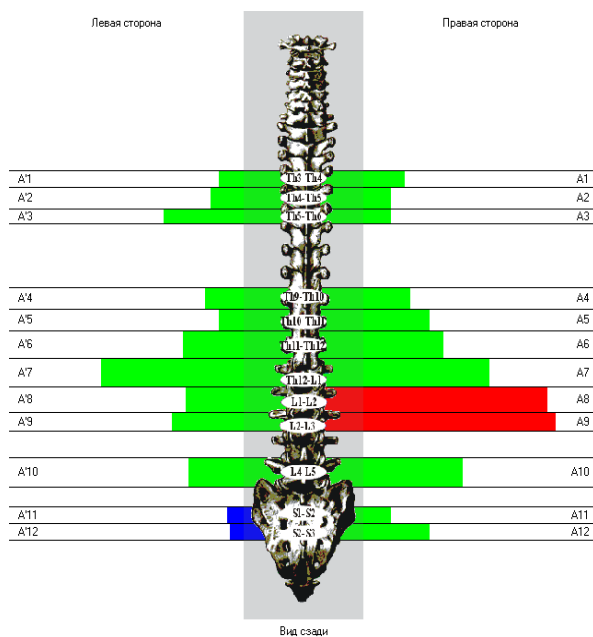 Левая сторона
Правая сторона
A'1 Th3 Th4 A1
A'2 Th4-Th5 A2
A'3 Th5-Th6 A3
A'4 Th9-Th10 A4
A'5 Th10 Th11 A5
A'6 Th11-Th12 A6
A'7 Th12-L1 A7
A'8 L1-L2 A8
A'9 L2-L3 A9
A'10 L4 L5 A10
A'11 S1-S2 A11
A'12 S2-S3 A12
Вид сзади